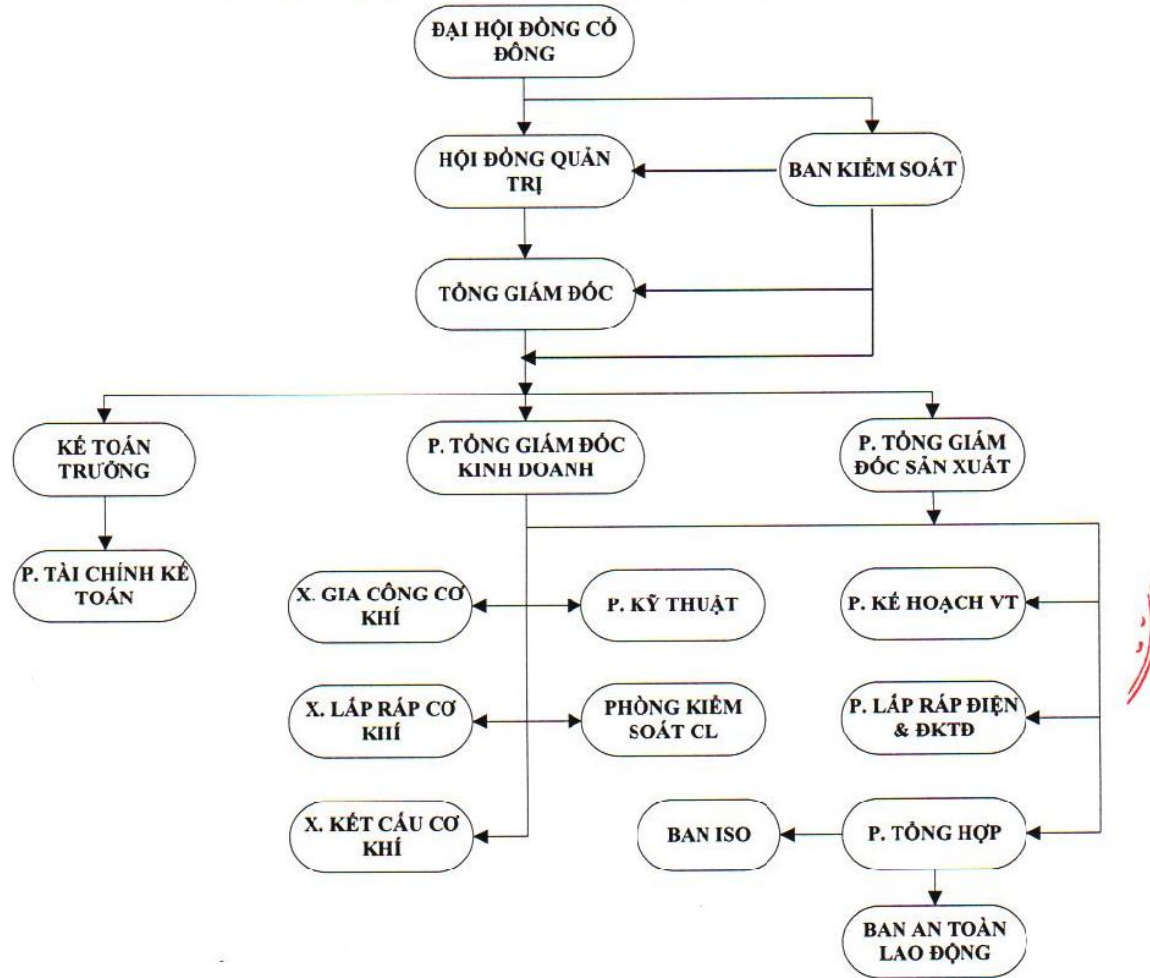 ĐẠI HỘI ĐỒNG CỔ
ĐÔNG
HỘI ĐỒNG QUẢN
TRỊ
BAN KIỂM SOÁT
TỔNG GIÁM ĐỐC
KẾ TOÁN
TRƯỞNG
P. TỔNG GIÁM ĐỐC
KINH DOANH
P. TỔNG GIÁM
ĐỐC SẢN XUẤT
P. TÀI CHÍNH KẾ
TOÁN
X. GIA CÔNG CƠ
KHÍ
P. KỸ THUẬT
P. KẾ HOẠCH VT
X. LẮP RÁP CƠ
KHÍ
PHÒNG KIỂM
SOÁT CL
P. LẮP RÁP ĐIỆN
& ĐKTĐ
X. KẾT CẤU CƠ
KHÍ
BAN ISO
P. TỔNG HỢP
BAN AN TOÀN
LAO ĐỘNG